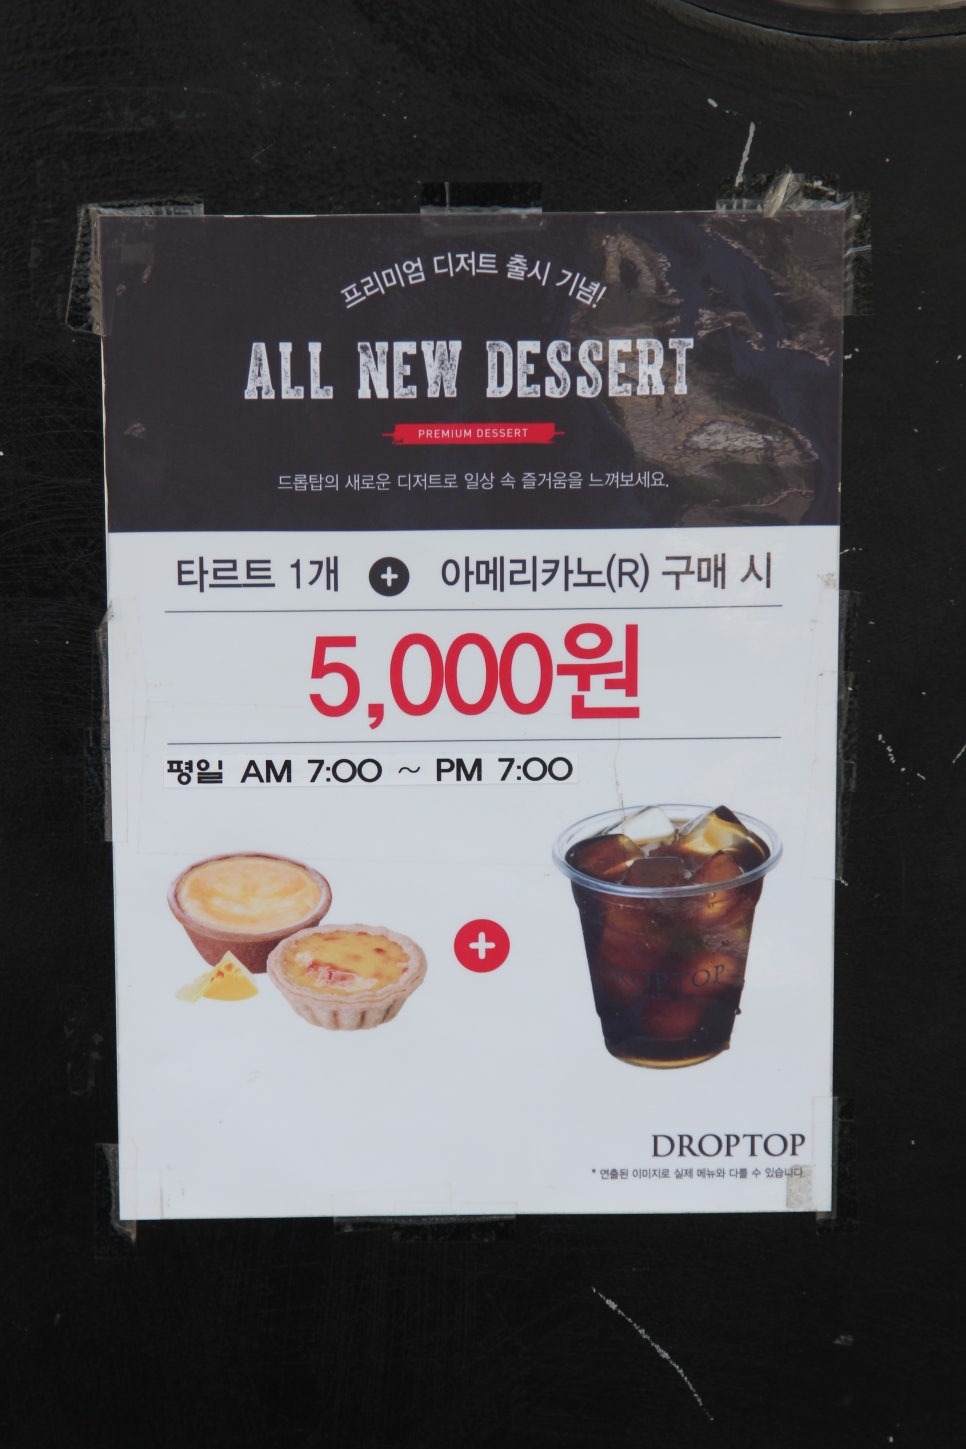 프리미엄 디저트 출시 기념!
ALL NEW DESSERT
PREMIUM DESSERT
드롭탑의 새로운 디저트로 일상 속 즐거움을 느껴보세요.
타르트 1개 + 아메리카노(R) 구매 시
5,000원
평일 AM 7:00 ~ PM 7:00
+
DROPTOP
DROPTOP
* 연출된 이미지로 실제 메뉴와 다를 수 있습니다.